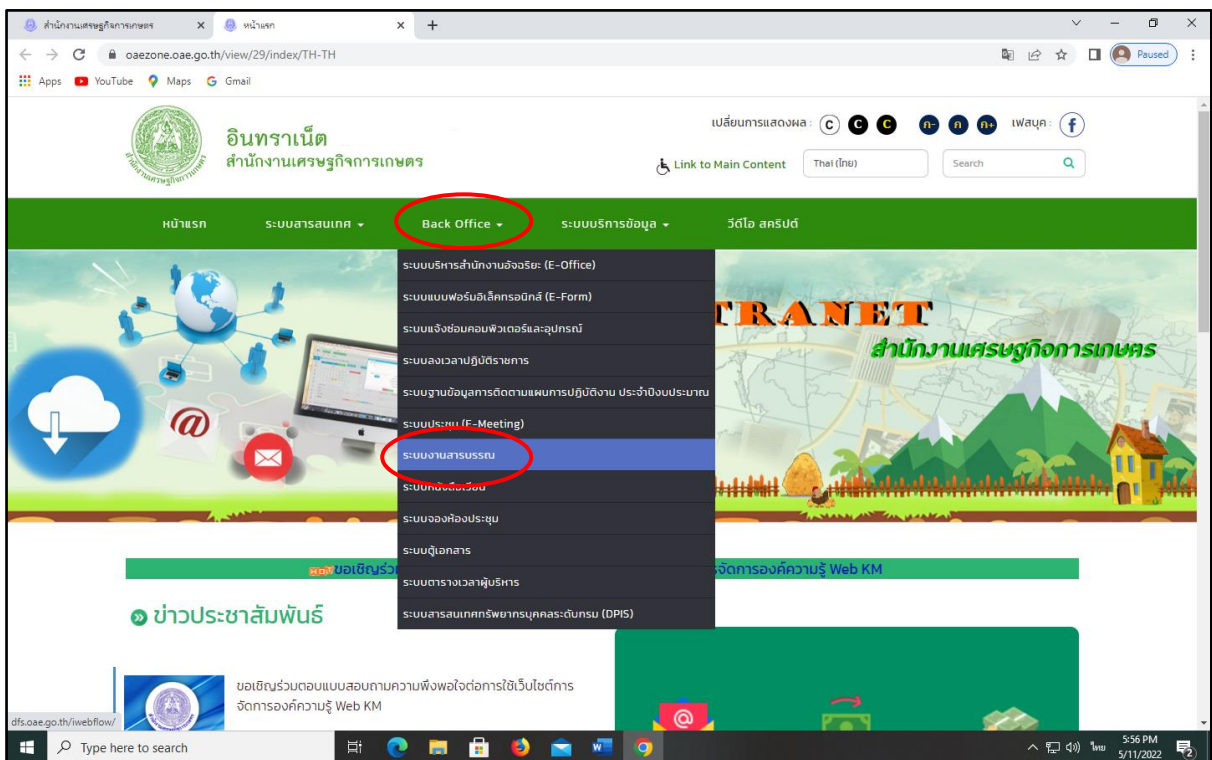 สำนักงานเศรษฐกิจการเกษตร
หน้าแรก
oaezone.oae.go.th/view/29/index/TH-TH
Paused
Apps
YouTube
Maps
Gmail
อินทราเน็ต
สำนักงานเศรษฐกิจการเกษตร
เปลี่ยนการแสดงผล :
C
C
C
ก-
ก
ก+
เฟสบุค :
Link to Main Content
Thai (ไทย)
Search
หน้าแรก
ระบบสารสนเทศ
Back Office
ระบบบริการข้อมูล
วีดีโอ สคริปต์
ระบบบริหารสำนักงานอัจฉริยะ (E-Office)
ระบบแบบฟอร์มอิเล็คทรอนิกส์ (E-Form)
ระบบแจ้งซ่อมคอมพิวเตอร์และอุปกรณ์
ระบบลงเวลาปฏิบัติราชการ
ระบบฐานข้อมูลการติดตามแผนการปฏิบัติงาน ประจำปีงบประมาณ
ระบบประชุม (E-Meeting)
ระบบงานสารบรรณ
ระบบหนังสือเวียน
ระบบจองห้องประชุม
ระบบตู้เอกสาร
ระบบตารางเวลาผู้บริหาร
ระบบสารสนเทศทรัพยากรบุคคลระดับกรม (DPIS)
TRANET
สำนักงานเศรษฐกิจการเกษตร
ขอเชิญร่ว
จัดการองค์ความรู้ Web KM
ข่าวประชาสัมพันธ์
ขอเชิญร่วมตอบแบบสอบถามความพึงพอใจต่อการใช้เว็บไซต์การ
จัดการองค์ความรู้ Web KM
dfs.oae.go.th/iwebflow/
Type here to search
ไทย
5:56 PM
5/11/2022
2